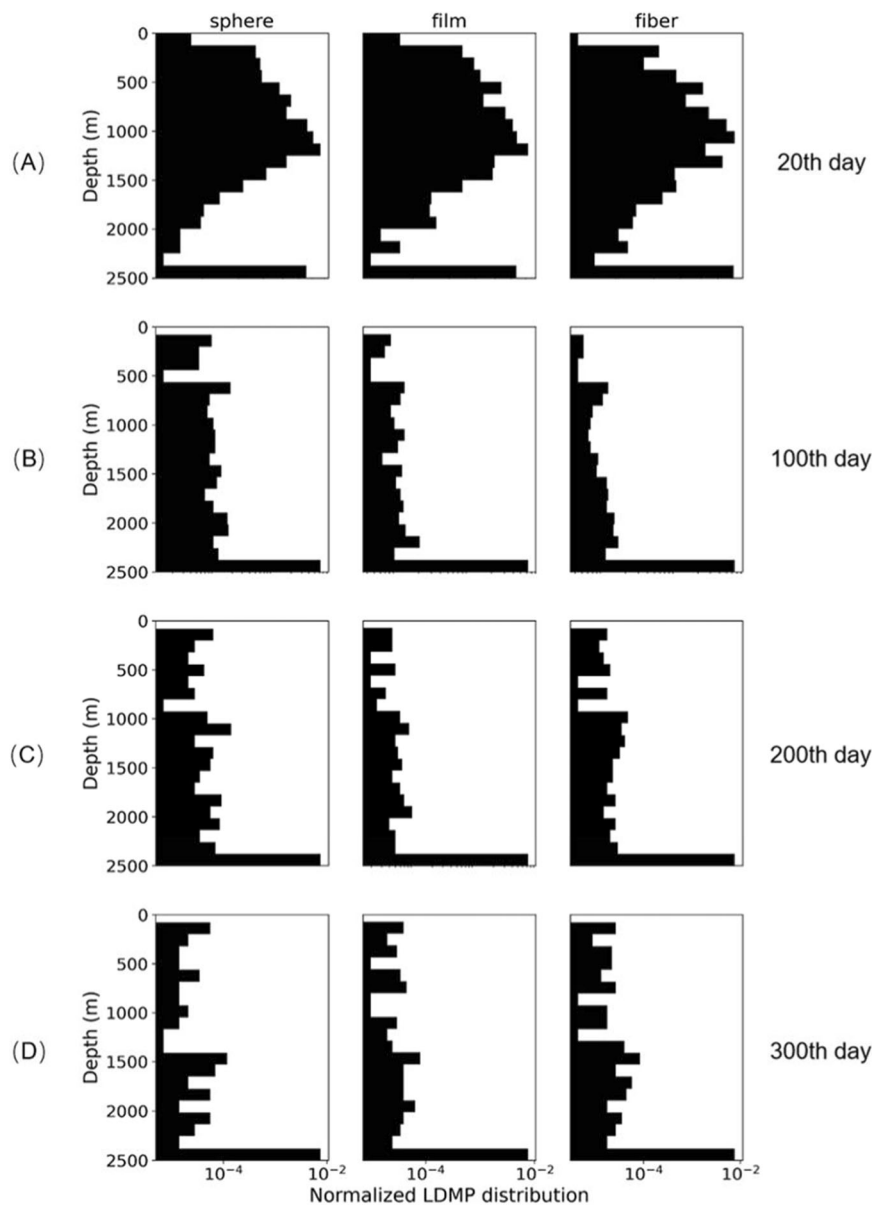 sphere film fiber
0
500
1000
1500
2000
2500
Depth (m)
(A)
20th day
0
500
1000
1500
2000
2500
Depth (m)
(B)
100th day
0
500
1000
1500
2000
2500
Depth (m)
(C)
200th day
0
500
1000
1500
2000
2500
Depth (m)
(D)
300th day
10⁻⁴ 10⁻² 10⁻⁴ 10⁻² 10⁻⁴ 10⁻²
Normalized LDMP distribution